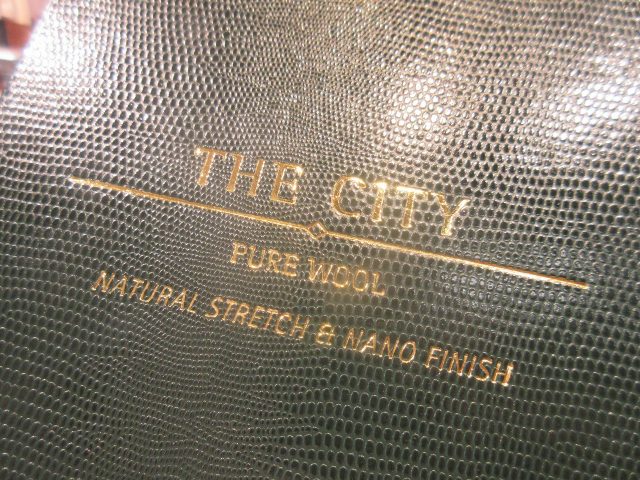 THE CITY
PURE WOOL
NATURAL STRETCH & NANO FINISH